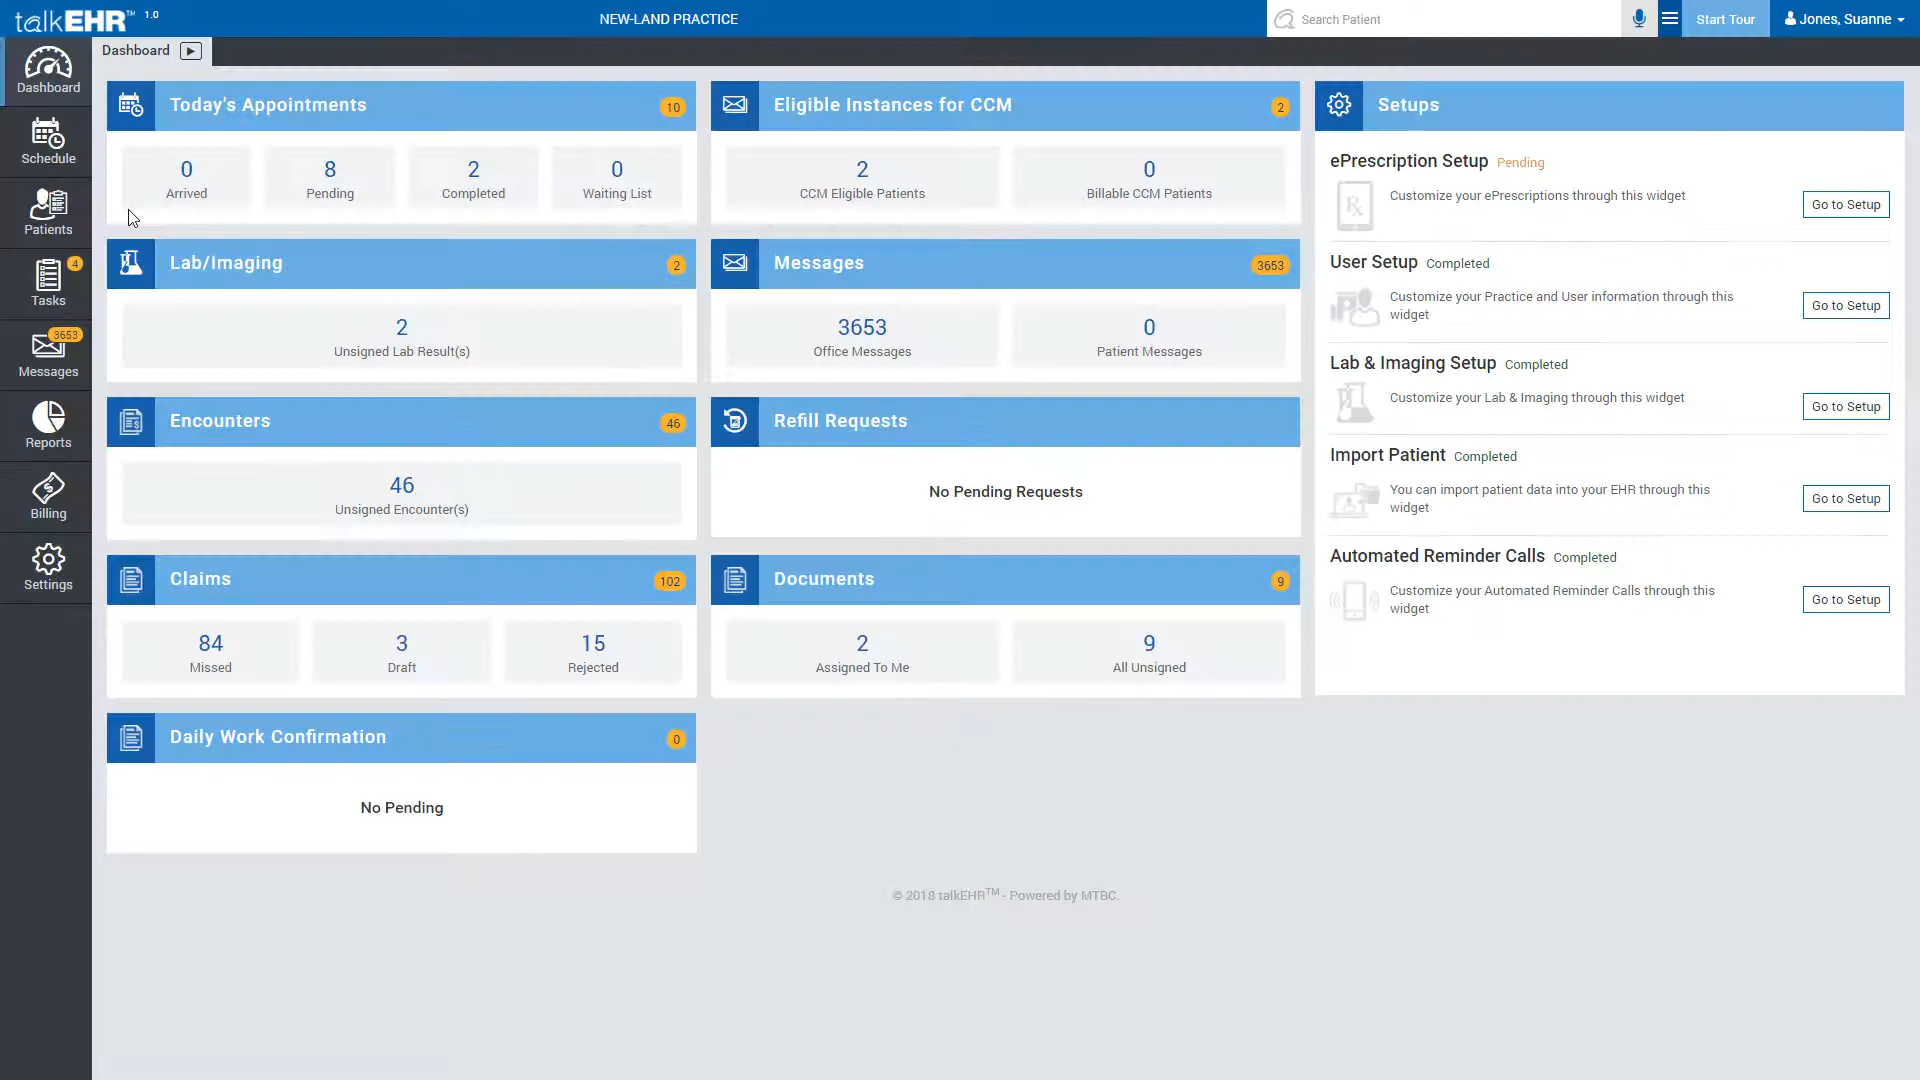 talkEHR™ 1.0
NEW-LAND PRACTICE
Search Patient
Start Tour
Jones, Suanne
Dashboard
Dashboard
Schedule
Patients
4
Tasks
3653
Messages
Reports
Billing
Settings
Today's Appointments 10
0 8 2 0
Arrived Pending Completed Waiting List
Eligible Instances for CCM 2
2 0
CCM Eligible Patients Billable CCM Patients
Lab/Imaging 2
2
Unsigned Lab Result(s)
Messages 3653
3653 0
Office Messages Patient Messages
Encounters 46
46
Unsigned Encounter(s)
Refill Requests
No Pending Requests
Claims 102
84 3 15
Missed Draft Rejected
Documents 9
2 9
Assigned To Me All Unsigned
Daily Work Confirmation 0
No Pending
Setups
ePrescription Setup Pending
Customize your ePrescriptions through this widget
Go to Setup
User Setup Completed
Customize your Practice and User information through this
widget
Go to Setup
Lab & Imaging Setup Completed
Customize your Lab & Imaging through this widget
Go to Setup
Import Patient Completed
You can import patient data into your EHR through this
widget
Go to Setup
Automated Reminder Calls Completed
Customize your Automated Reminder Calls through this
widget
Go to Setup
© 2018 talkEHR™ - Powered by MTBC.